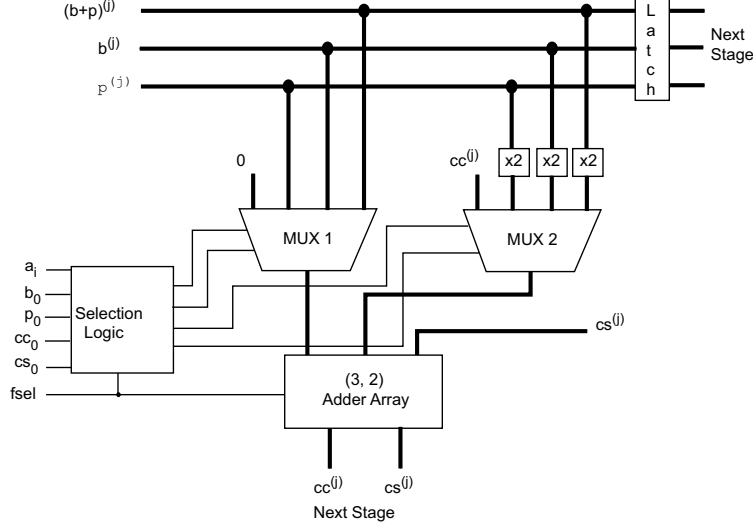 (b+p)^(j)
b^(j)
p^(j)
Latch
Next
Stage
0
cc^(j)
x2
x2
x2
MUX 1
MUX 2
a_i
b_0
p_0
cc_0
cs_0
fsel
Selection
Logic
cs^(j)
(3, 2)
Adder Array
cc^(j)
cs^(j)
Next Stage